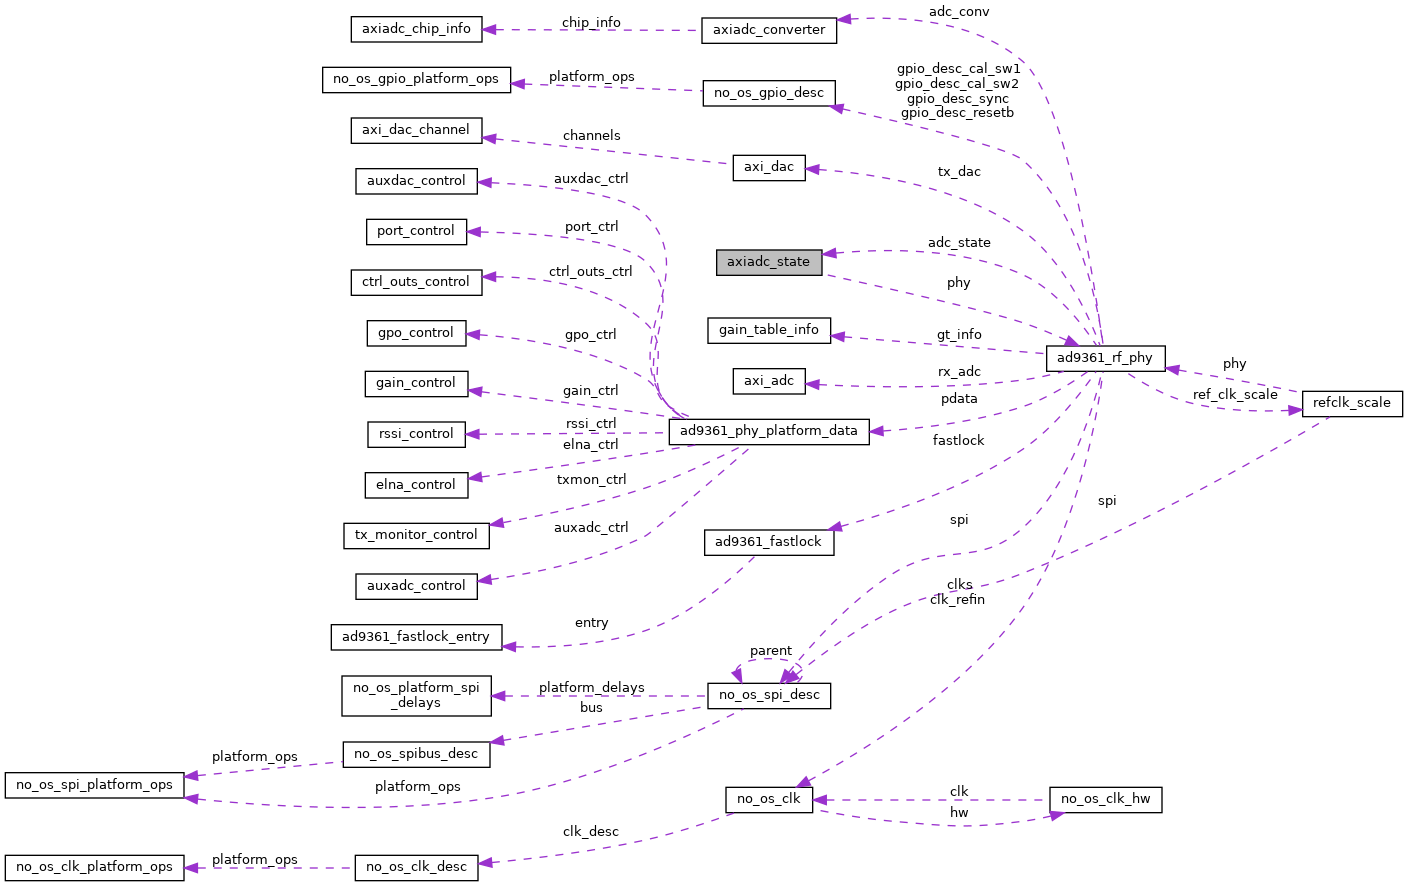 adc_conv
axiadc_chip_info
chip_info
axiadc_converter
no_os_gpio_platform_ops
platform_ops
no_os_gpio_desc
gpio_desc_cal_sw1
gpio_desc_cal_sw2
gpio_desc_sync
gpio_desc_resetb
axi_dac_channel
channels
axi_dac
tx_dac
auxdac_control
auxdac_ctrl
port_control
port_ctrl
adc_state
axiadc_state
ctrl_outs_control
ctrl_outs_ctrl
phy
gpo_control
gpo_ctrl
gain_table_info
gt_info
ad9361_rf_phy
phy
gain_control
gain_ctrl
axi_adc
rx_adc
pdata
ref_clk_scale
refclk_scale
rssi_control
rssi_ctrl
ad9361_phy_platform_data
fastlock
elna_control
elna_ctrl
txmon_ctrl
spi
tx_monitor_control
auxadc_ctrl
ad9361_fastlock
spi
auxadc_control
clks
clk_refin
ad9361_fastlock_entry
entry
parent
no_os_platform_spi
_delays
platform_delays
no_os_spi_desc
bus
no_os_spibus_desc
platform_ops
no_os_spi_platform_ops
platform_ops
no_os_clk
clk
no_os_clk_hw
hw
clk_desc
no_os_clk_platform_ops
platform_ops
no_os_clk_desc